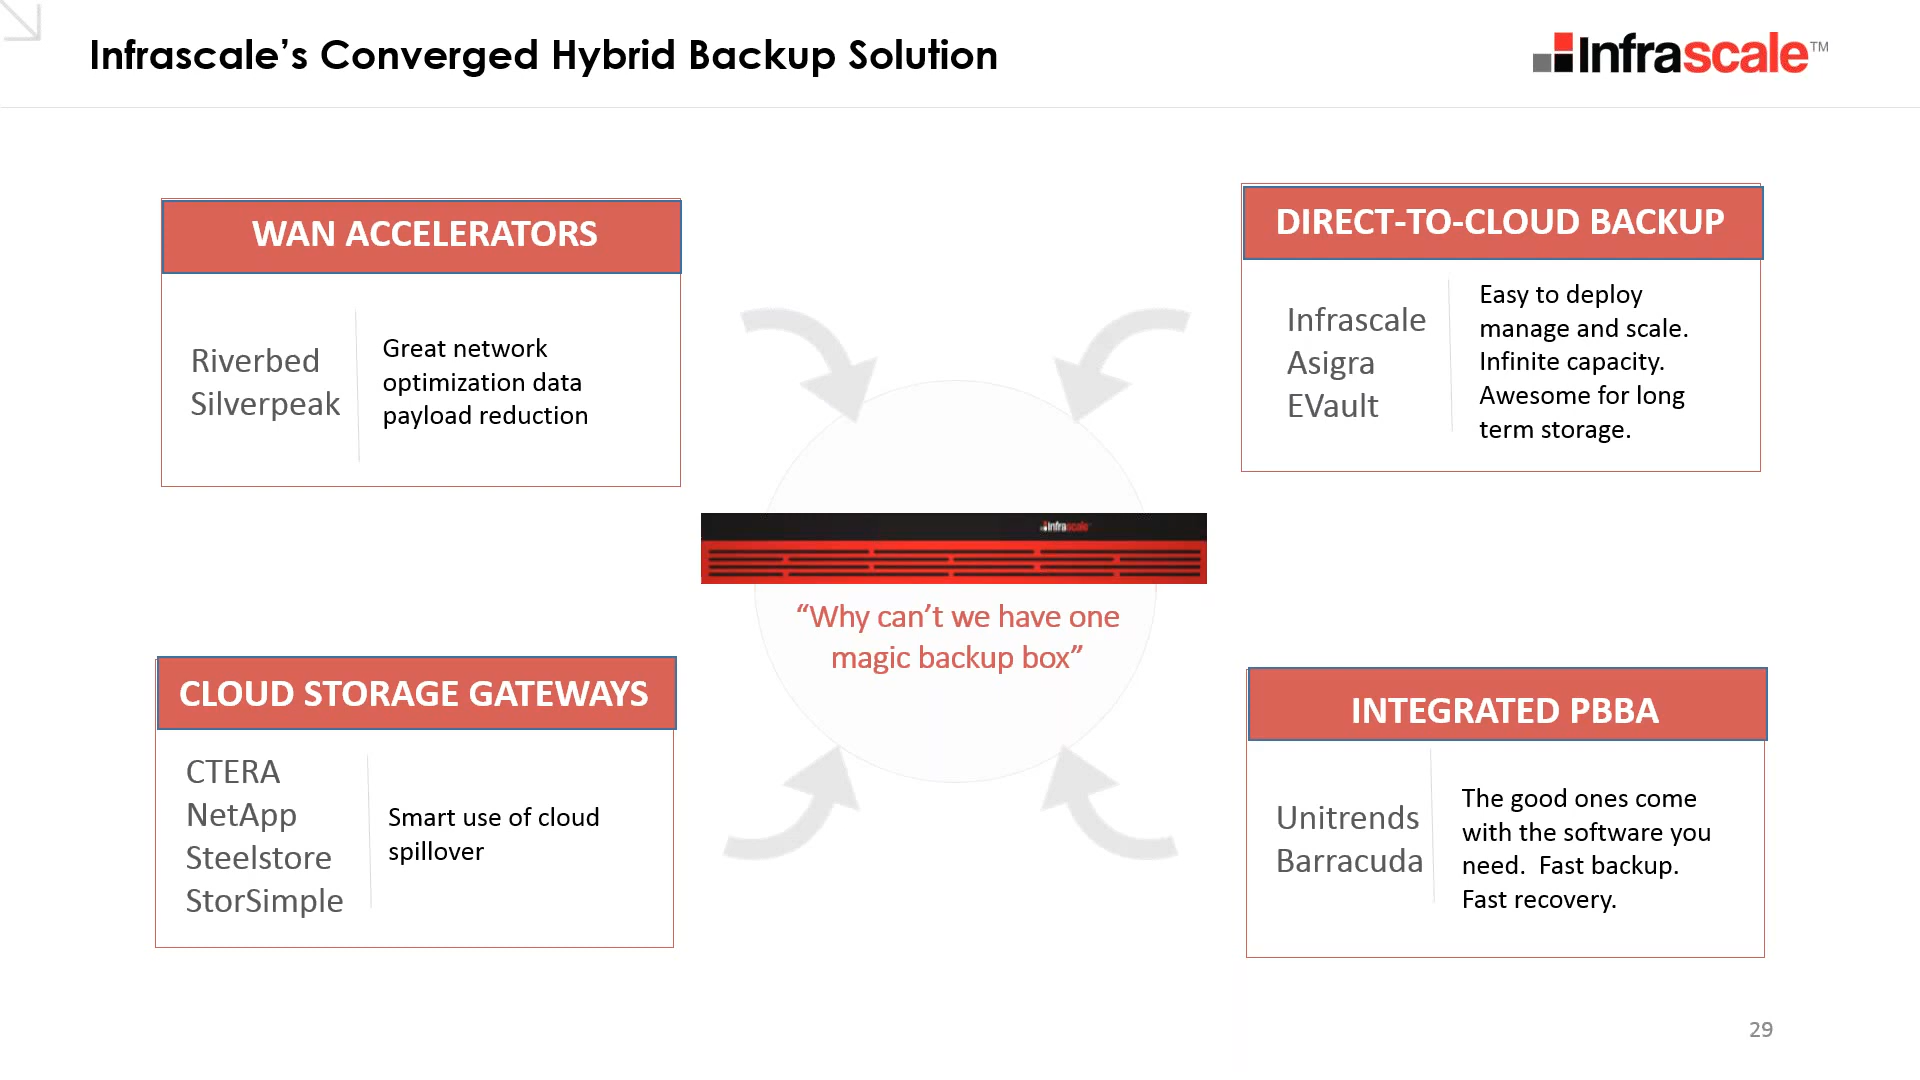 Infrascale’s Converged Hybrid Backup Solution
Infrascale™
WAN ACCELERATORS
Riverbed
Silverpeak
Great network
optimization data
payload reduction
DIRECT-TO-CLOUD BACKUP
Infrascale
Asigra
EVault
Easy to deploy
manage and scale.
Infinite capacity.
Awesome for long
term storage.
Infrascale
“Why can’t we have one
magic backup box”
CLOUD STORAGE GATEWAYS
CTERA
NetApp
Steelstore
StorSimple
Smart use of cloud
spillover
INTEGRATED PBBA
Unitrends
Barracuda
The good ones come
with the software you
need.  Fast backup.
Fast recovery.
29